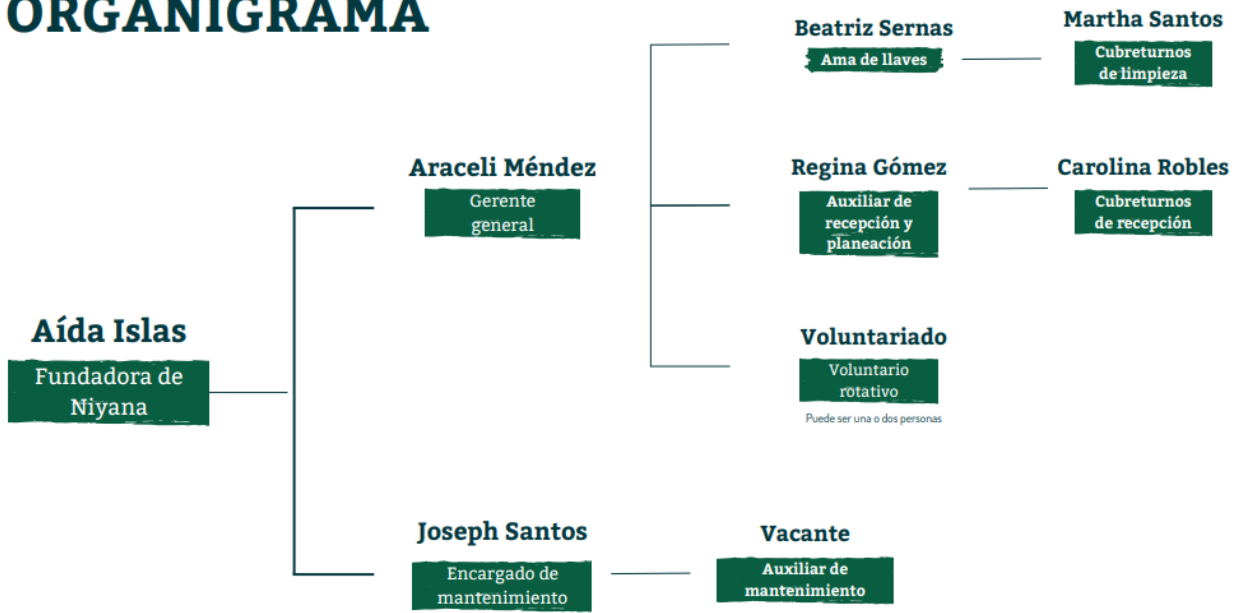 ORGANIGRAMA
Aída Islas
Fundadora de
Niyana
Araceli Méndez
Gerente
general
Beatriz Sernas
Ama de llaves
Martha Santos
Cubreturnos
de limpieza
Regina Gómez
Auxiliar de
recepción y
planeación
Carolina Robles
Cubreturnos
de recepción
Voluntariado
Voluntario
rotativo
Puede ser una o dos personas
Joseph Santos
Encargado de
mantenimiento
Vacante
Auxiliar de
mantenimiento